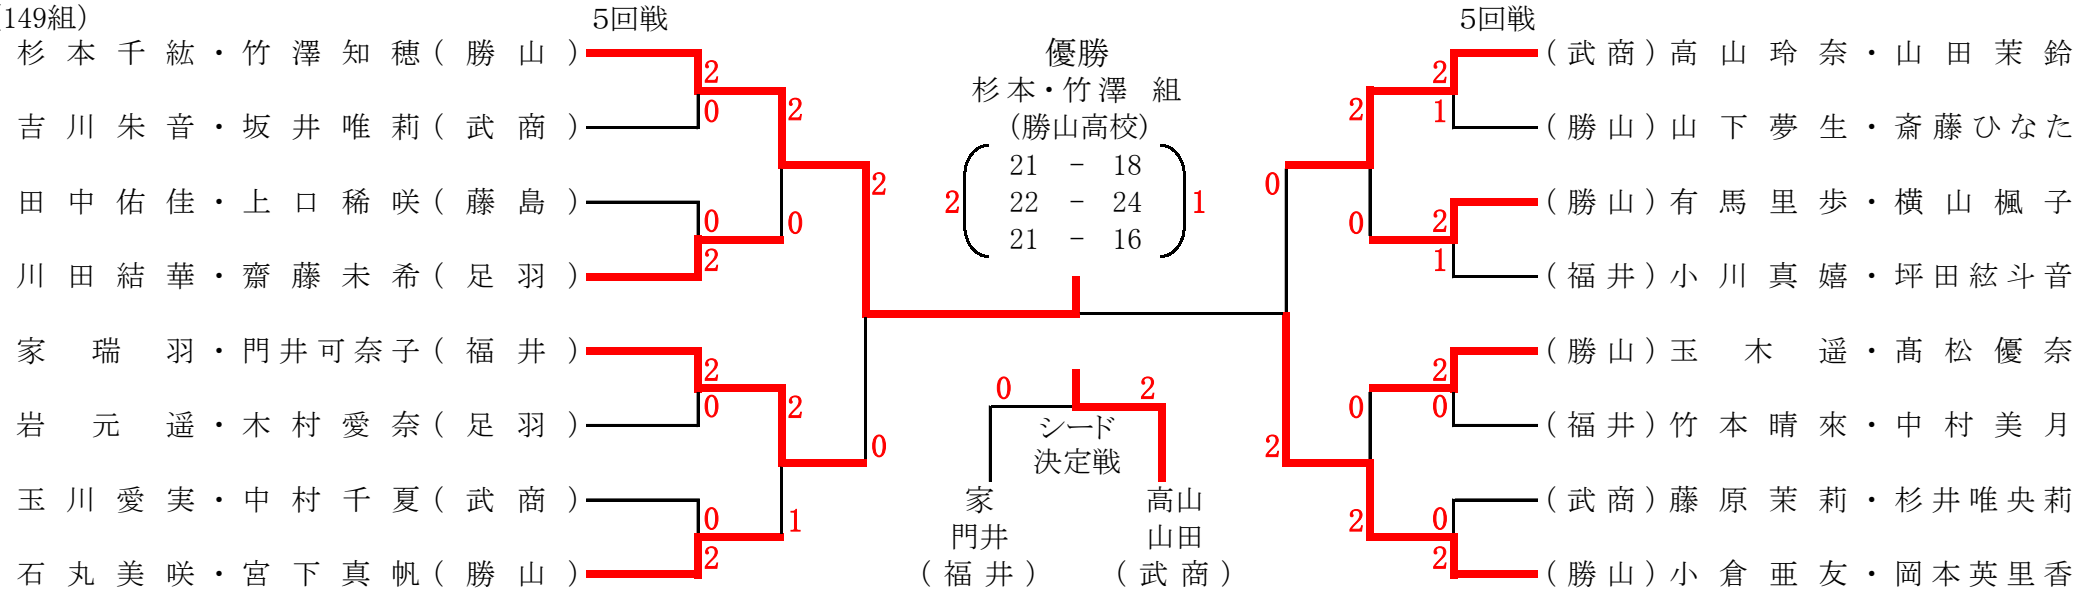 (149組)
5回戦
5回戦
杉本千紘・竹澤知穂(勝山)
2
0
吉川朱音・坂井唯莉(武商)
2
田中佑佳・上口稀咲(藤島)
0
2
川田結華・齋藤未希(足羽)
0
2
家瑞羽・門井可奈子(福井)
2
0
岩元遥・木村愛奈(足羽)
2
0
玉川愛実・中村千夏(武商)
0
2
石丸美咲・宮下真帆(勝山)
1
優勝
杉本・竹澤 組
(勝山高校)
21 - 18
2 22 - 24 1
21 - 16
0 2
シード
決定戦
家
門井
(福井)
高山
山田
(武商)
(武商)高山玲奈・山田茉鈴
2
1
(勝山)山下夢生・斎藤ひなた
2
0
(勝山)有馬里歩・横山楓子
2
1
(福井)小川真嬉・坪田絃斗音
0
(勝山)玉木遥・髙松優奈
2
0
(福井)竹本晴來・中村美月
0
2
(武商)藤原茉莉・杉井唯央莉
0
2
(勝山)小倉亜友・岡本英里香
2